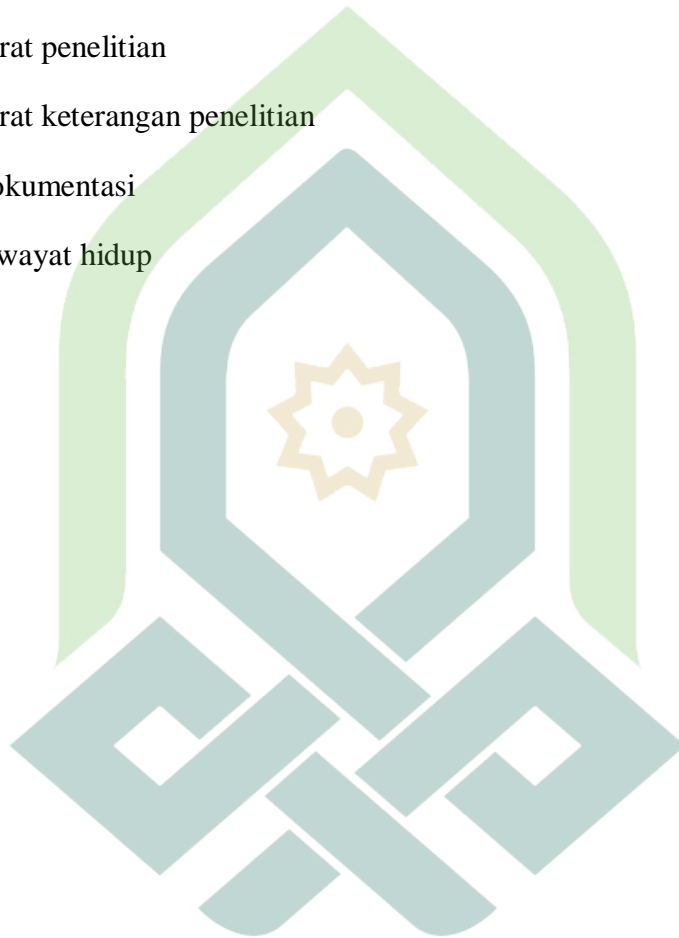 rat penelitian
rat keterangan penelitian
okumentasi
wayat hidup